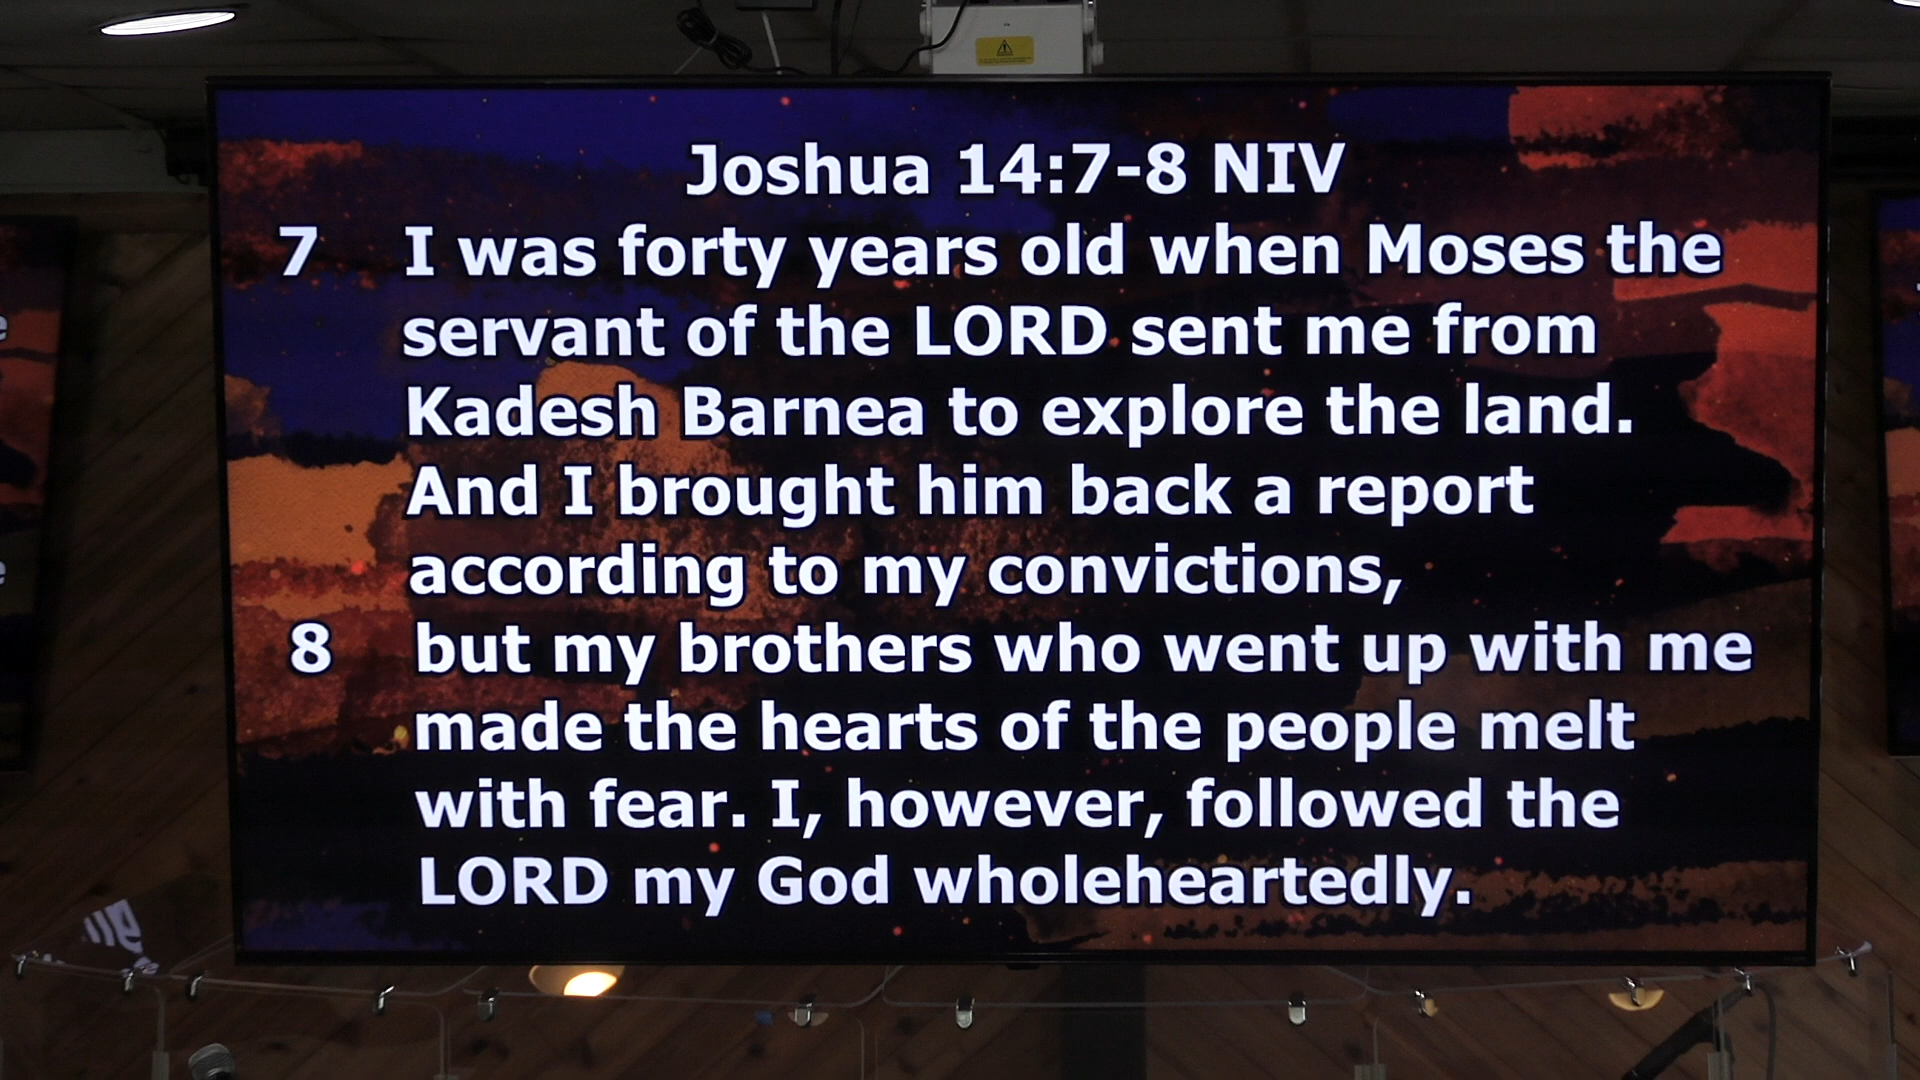 Joshua 14:7-8 NIV
7 I was forty years old when Moses the
servant of the LORD sent me from
Kadesh Barnea to explore the land.
And I brought him back a report
according to my convictions,
8 but my brothers who went up with me
made the hearts of the people melt
with fear. I, however, followed the
LORD my God wholeheartedly.